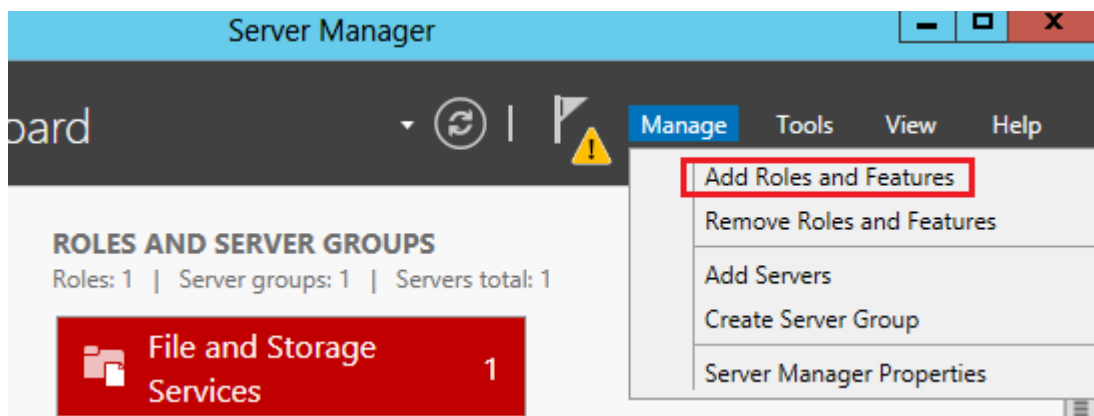 Server Manager
Manage Tools View Help
Add Roles and Features
Remove Roles and Features
Add Servers
Create Server Group
Server Manager Properties
ROLES AND SERVER GROUPS
Roles: 1 | Server groups: 1 | Servers total: 1
File and Storage
Services
1